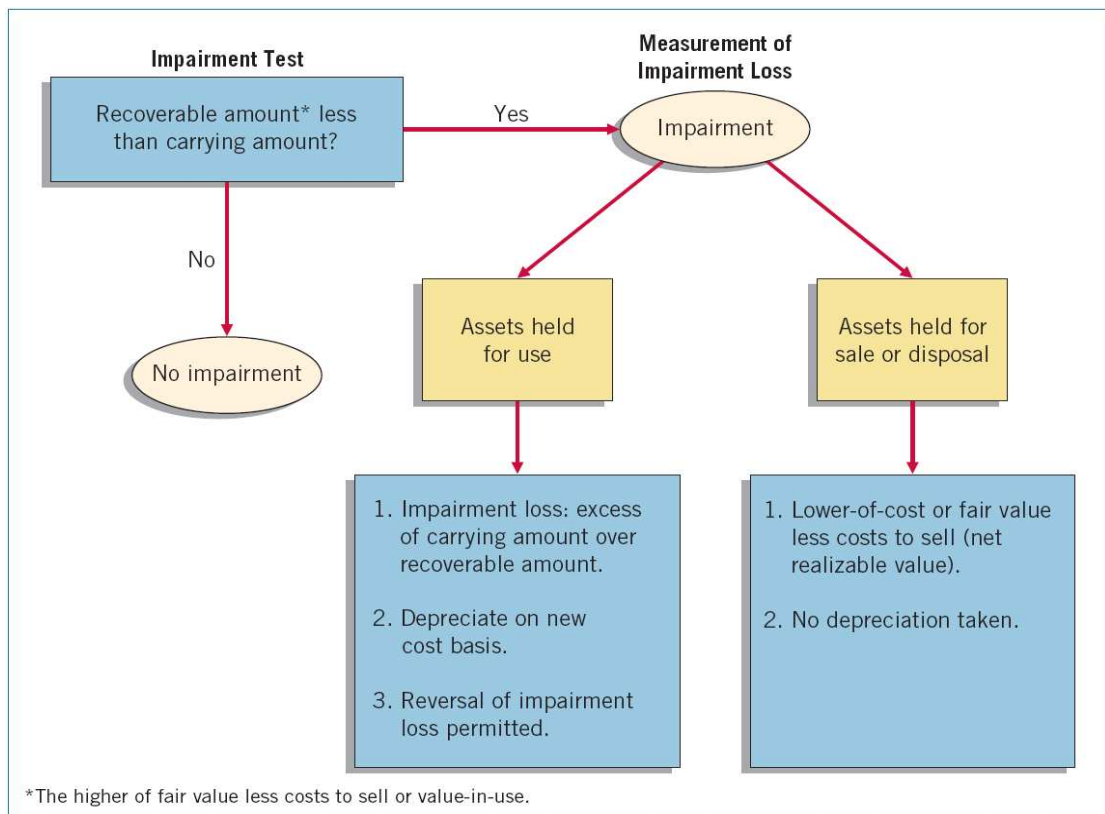 Impairment Test
Recoverable amount* less
than carrying amount?
Yes
Measurement of
Impairment Loss
Impairment
No
No impairment
Assets held
for use
Assets held for
sale or disposal
1. Impairment loss: excess
of carrying amount over
recoverable amount.
2. Depreciate on new
cost basis.
3. Reversal of impairment
loss permitted.
1. Lower-of-cost or fair value
less costs to sell (net
realizable value).
2. No depreciation taken.
*The higher of fair value less costs to sell or value-in-use.